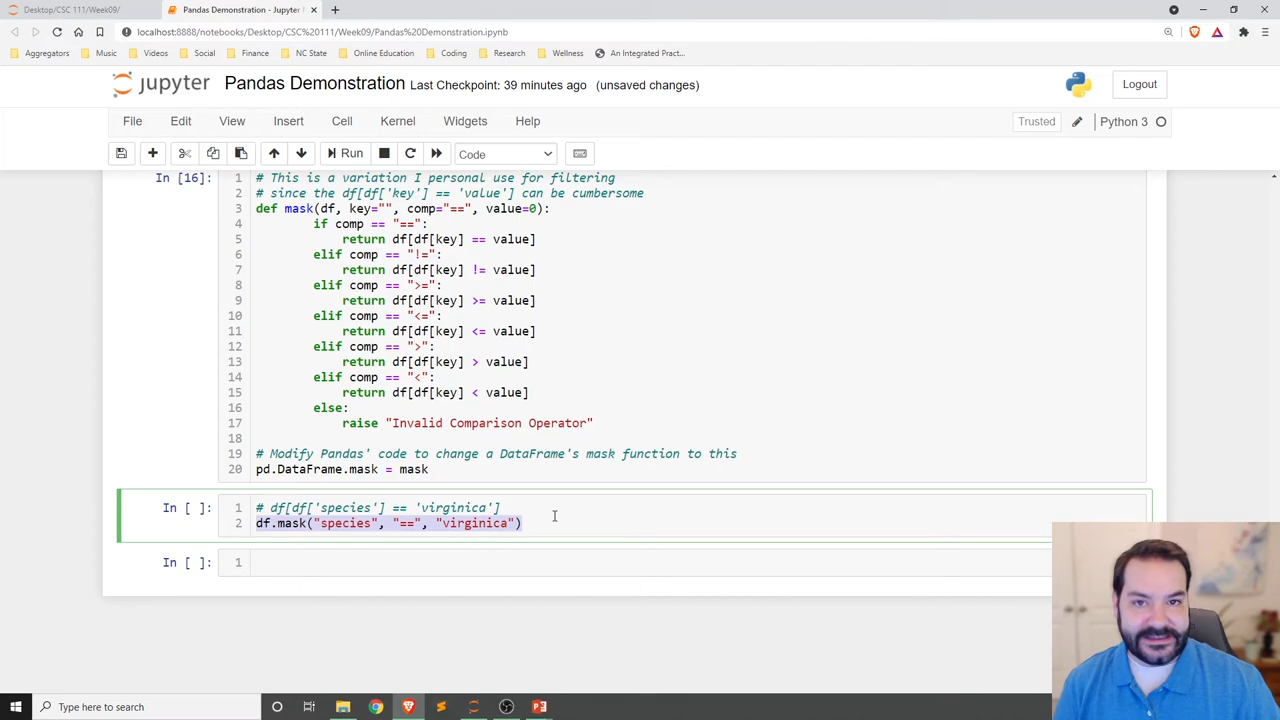 Desktop/CSC 111/Week09/
Pandas Demonstration - Jupyter
localhost:8888/notebooks/Desktop/CSC%20111/Week09/Pandas%20Demonstration.ipynb
Aggregators Music Videos Social Finance NC State Online Education Coding Research Wellness An Integrated Pract...
jupyter Pandas Demonstration Last Checkpoint: 39 minutes ago (unsaved changes) Logout
File Edit View Insert Cell Kernel Widgets Help Trusted Python 3
Run Code
In [16]: 1 # This is a variation I personal use for filtering
2 # since the df[df['key'] == 'value'] can be cumbersome
3 def mask(df, key="", comp="==", value=0):
4 if comp == "==":
5 return df[df[key] == value]
6 elif comp == "!=":
7 return df[df[key] != value]
8 elif comp == ">=":
9 return df[df[key] >= value]
10 elif comp == "<=":
11 return df[df[key] <= value]
12 elif comp == ">":
13 return df[df[key] > value]
14 elif comp == "<":
15 return df[df[key] < value]
16 else:
17 raise "Invalid Comparison Operator"
18
19 # Modify Pandas' code to change a DataFrame's mask function to this
20 pd.DataFrame.mask = mask
In [ ]: 1 # df[df['species'] == 'virginica']
2 df.mask("species", "==", "virginica")
In [ ]: 1
Type here to search